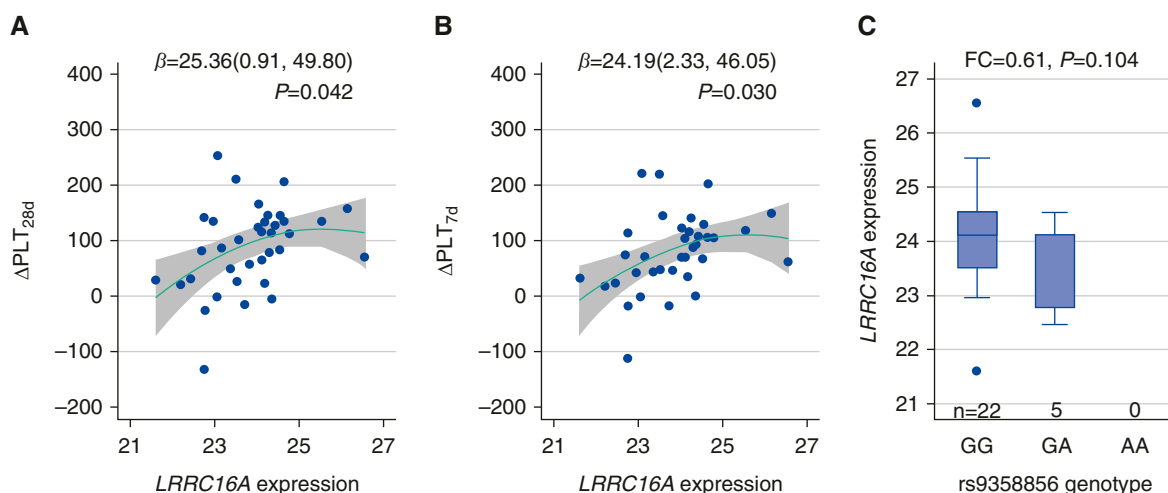 A
β=25.36(0.91, 49.80)
P=0.042
400
300
200
100
0
–100
–200
ΔPLT28d
21
23
25
27
LRRC16A expression
B
β=24.19(2.33, 46.05)
P=0.030
400
300
200
100
0
–100
–200
ΔPLT7d
21
23
25
27
LRRC16A expression
C
FC=0.61, P=0.104
27
26
25
24
23
22
21
LRRC16A expression
n=22
5
0
GG
GA
AA
rs9358856 genotype